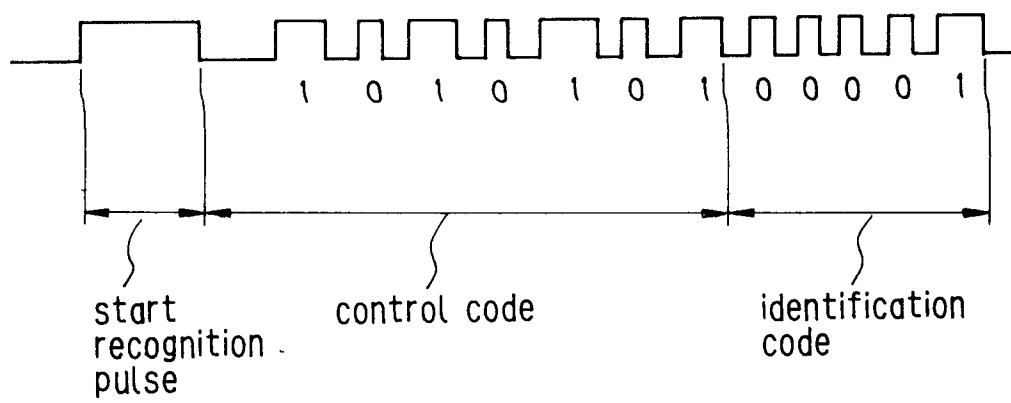 1 0 1 0 1 0 1 0 0 0 0 1
start
recognition
pulse
control code
identification
code